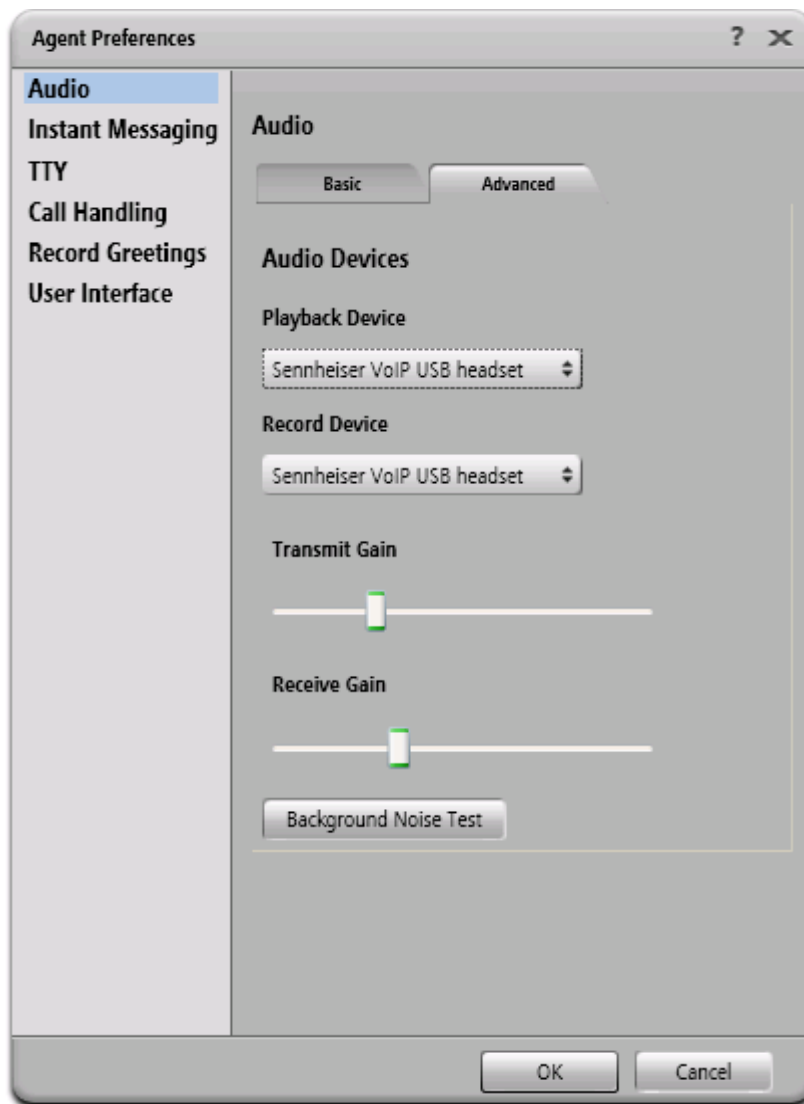 Agent Preferences ?
Audio
Instant Messaging
TTY
Call Handling
Record Greetings
User Interface
Audio
Basic Advanced
Audio Devices
Playback Device
Sennheiser VoIP USB headset
Record Device
Sennheiser VoIP USB headset
Transmit Gain
Receive Gain
Background Noise Test
OK Cancel